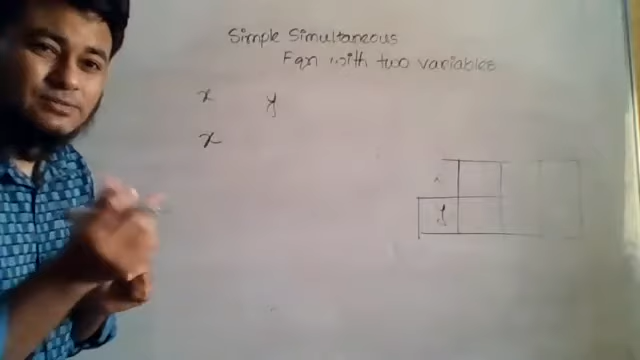 Simple Simultaneous
Eqn with two variables
x y
x
x
y